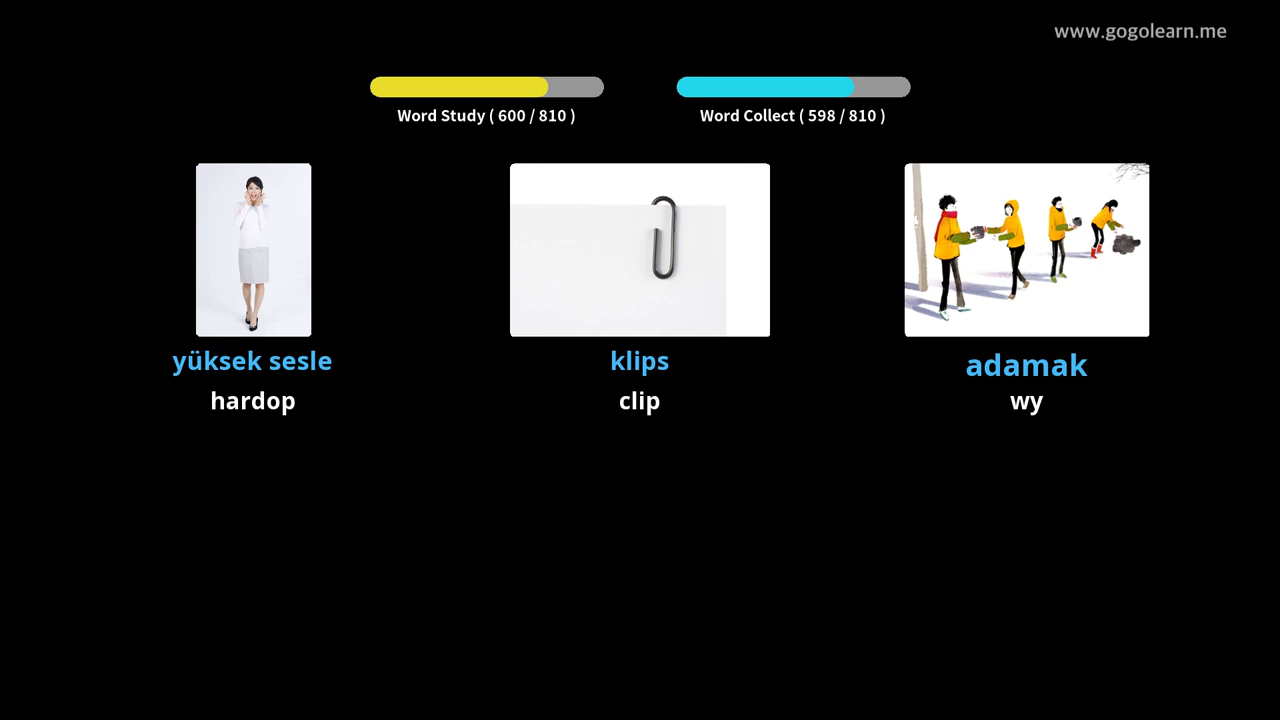 www.gogolearn.me
Word Study ( 600 / 810 )
Word Collect ( 598 / 810 )
yüksek sesle
hardop
klips
clip
adamak
wy